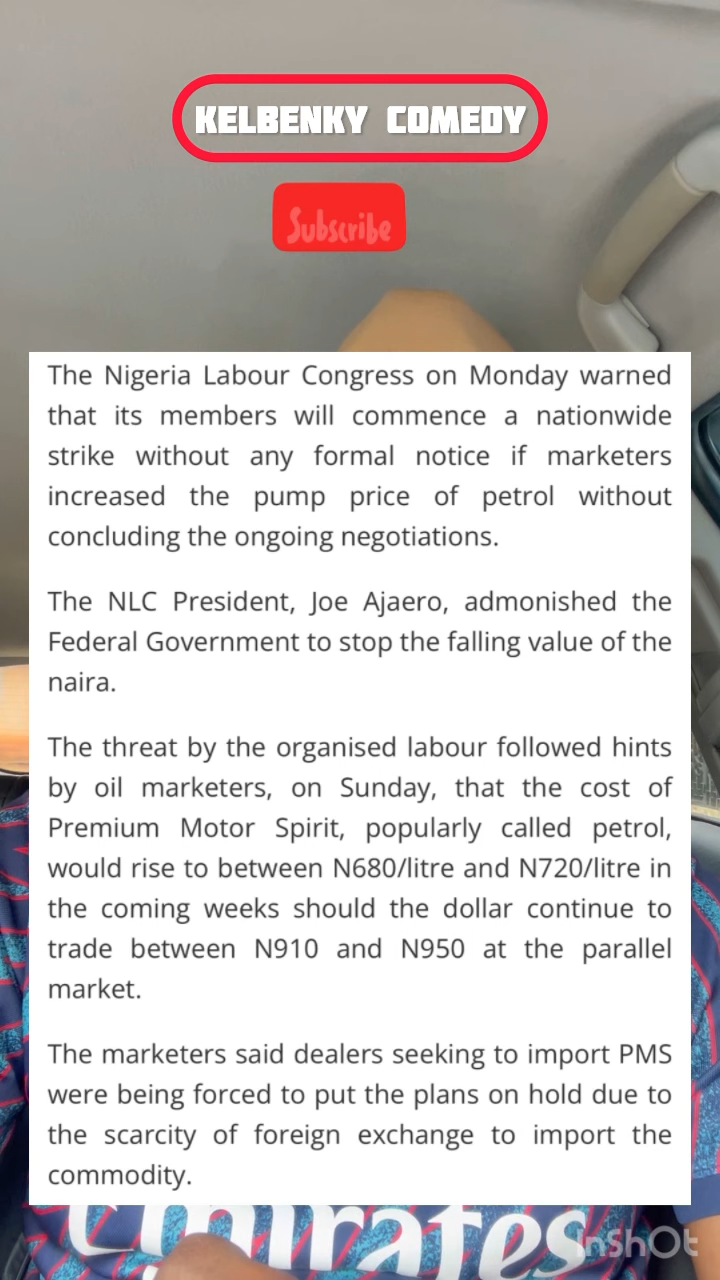 KELBENKY COMEDY
Subscribe
The Nigeria Labour Congress on Monday warned
that its members will commence a nationwide
strike without any formal notice if marketers
increased the pump price of petrol without
concluding the ongoing negotiations.
The NLC President, Joe Ajaero, admonished the
Federal Government to stop the falling value of the
naira.
The threat by the organised labour followed hints
by oil marketers, on Sunday, that the cost of
Premium Motor Spirit, popularly called petrol,
would rise to between N680/litre and N720/litre in
the coming weeks should the dollar continue to
trade between N910 and N950 at the parallel
market.
The marketers said dealers seeking to import PMS
were being forced to put the plans on hold due to
the scarcity of foreign exchange to import the
commodity.
Emirates
InShOt